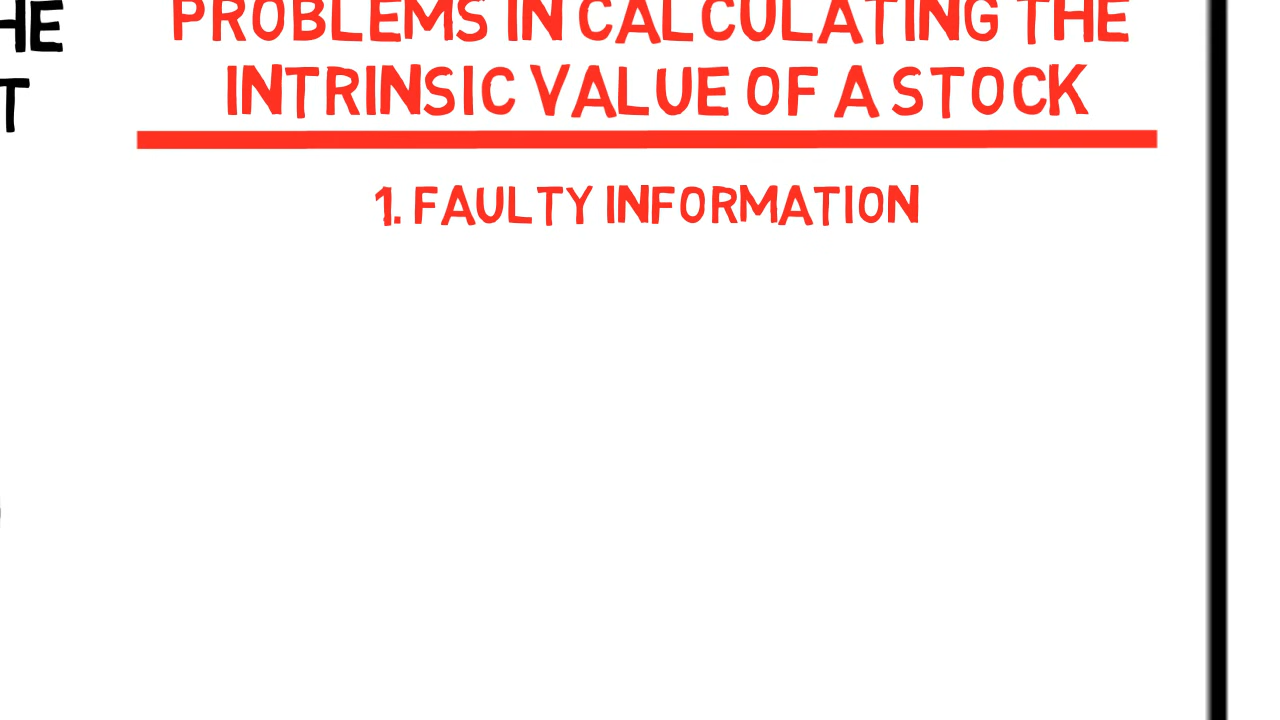 PROBLEMS IN CALCULATING THE
INTRINSIC VALUE OF A STOCK
1. FAULTY INFORMATION